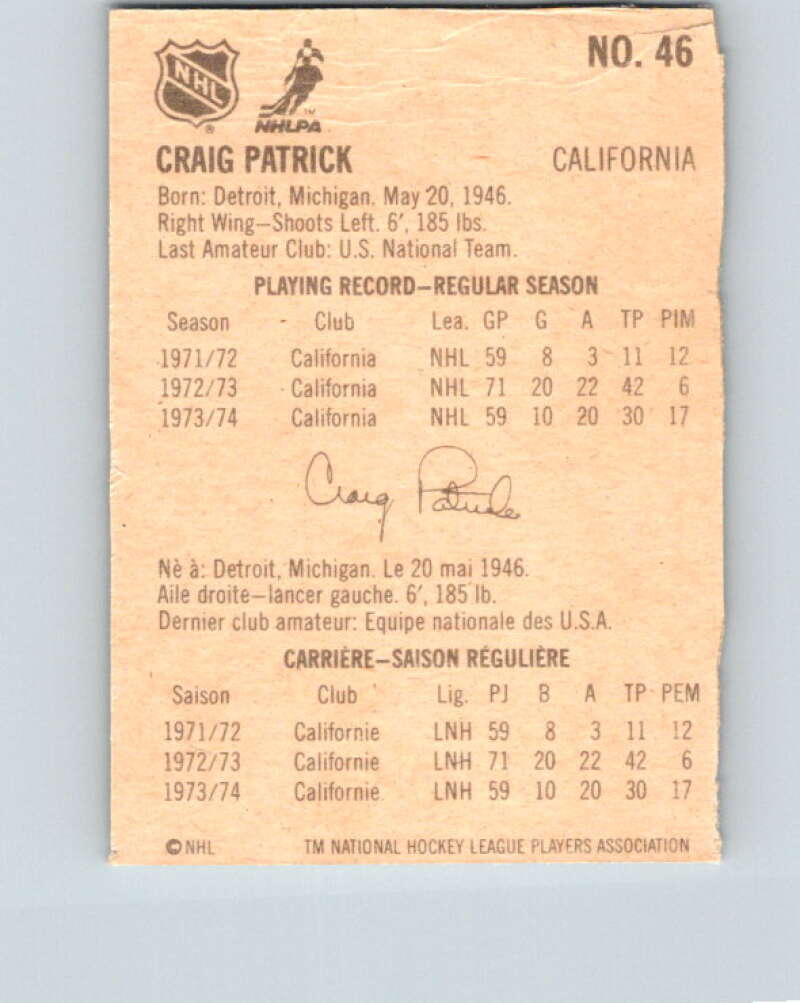 NHL
®
TM
NHLPA
NO. 46
CRAIG PATRICK CALIFORNIA
Born: Detroit, Michigan. May 20, 1946.
Right Wing—Shoots Left. 6', 185 lbs.
Last Amateur Club: U.S. National Team.
PLAYING RECORD—REGULAR SEASON
Season Club Lea. GP G A TP PIM
1971/72 California NHL 59 8 3 11 12
1972/73 California NHL 71 20 22 42 6
1973/74 California NHL 59 10 20 30 17
Craig Patrick
Nè à: Detroit, Michigan. Le 20 mai 1946.
Aile droite—lancer gauche. 6', 185 lb.
Dernier club amateur: Equipe nationale des U.S.A.
CARRIÈRE—SAISON RÉGULIÈRE
Saison Club Lig. PJ B A TP PEM
1971/72 Californie LNH 59 8 3 11 12
1972/73 Californie LNH 71 20 22 42 6
1973/74 Californie LNH 59 10 20 30 17
©NHL TM NATIONAL HOCKEY LEAGUE PLAYERS ASSOCIATION